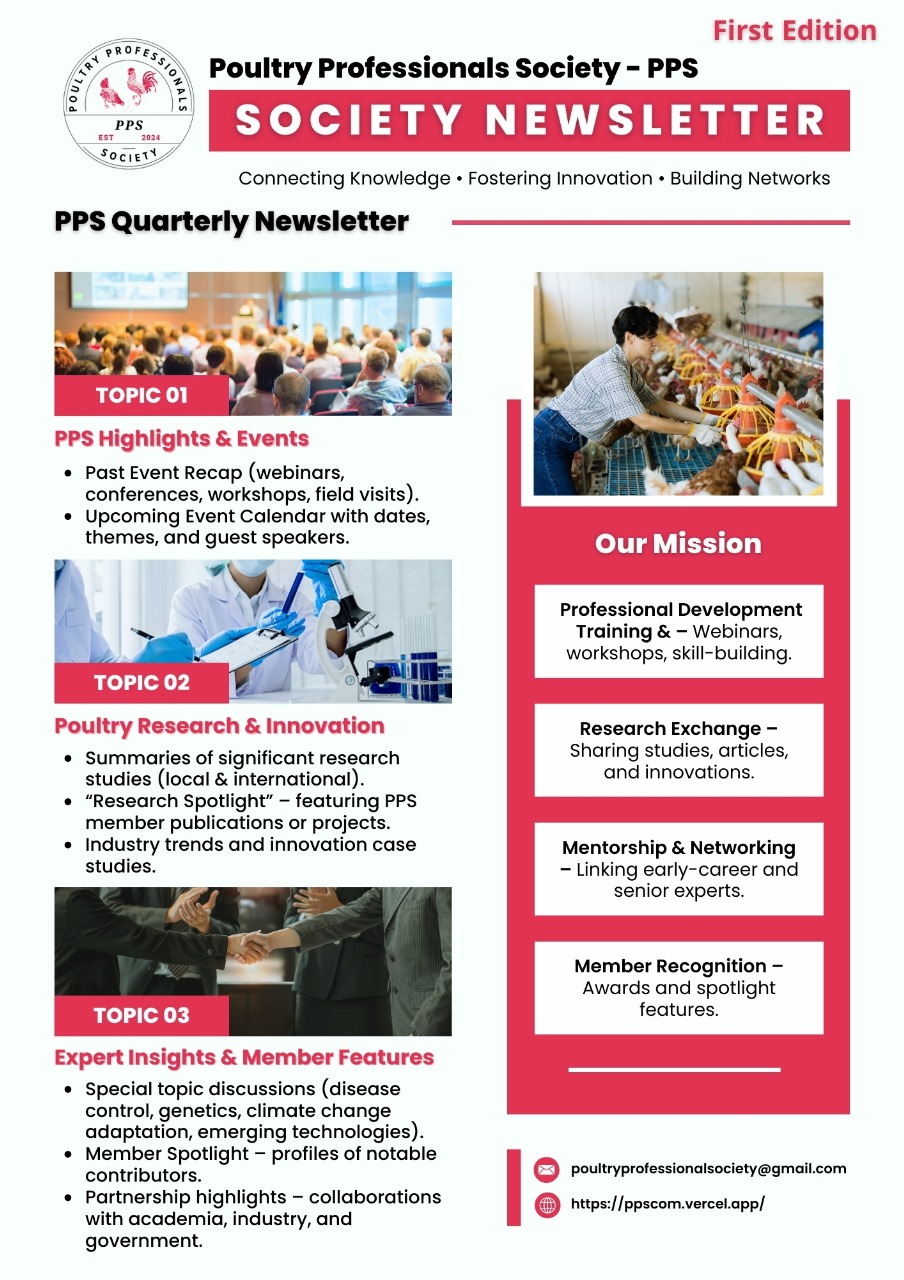 First Edition
POULTRY PROFESSIONALS
PPS
EST 2024
SOCIETY
Poultry Professionals Society - PPS
SOCIETY NEWSLETTER
Connecting Knowledge • Fostering Innovation • Building Networks
PPS Quarterly Newsletter
TOPIC 01
PPS Highlights & Events
• Past Event Recap (webinars,
conferences, workshops, field visits).
• Upcoming Event Calendar with dates,
themes, and guest speakers.
TOPIC 02
Poultry Research & Innovation
• Summaries of significant research
studies (local & international).
• “Research Spotlight” – featuring PPS
member publications or projects.
• Industry trends and innovation case
studies.
TOPIC 03
Expert Insights & Member Features
• Special topic discussions (disease
control, genetics, climate change
adaptation, emerging technologies).
• Member Spotlight – profiles of notable
contributors.
• Partnership highlights – collaborations
with academia, industry, and
government.
Our Mission
Professional Development
Training & – Webinars,
workshops, skill-building.
Research Exchange –
Sharing studies, articles,
and innovations.
Mentorship & Networking
– Linking early-career and
senior experts.
Member Recognition –
Awards and spotlight
features.
poultryprofessionalsociety@gmail.com
https://ppscom.vercel.app/